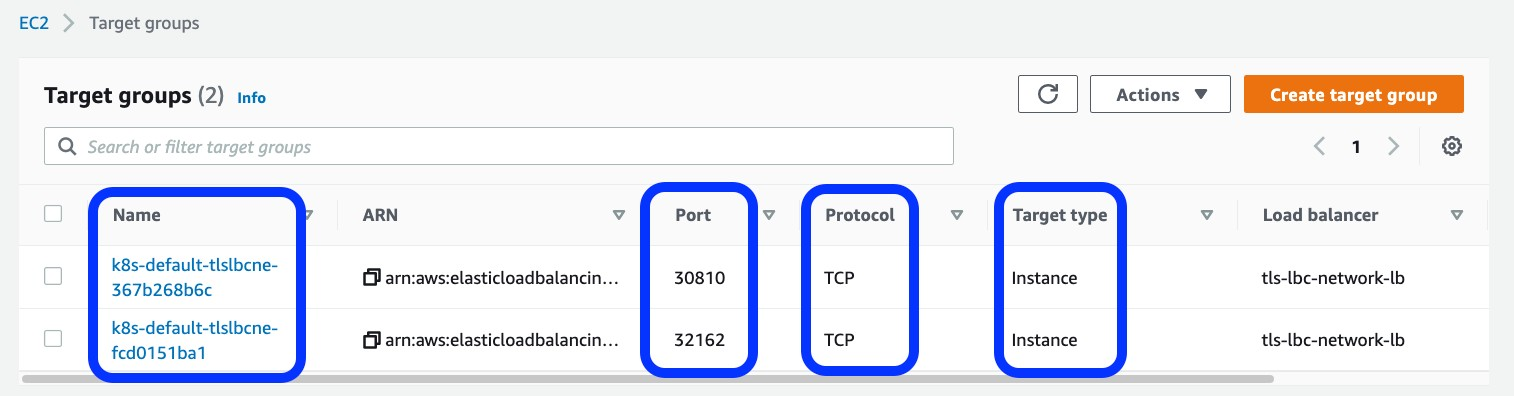 EC2 > Target groups
Target groups (2) Info
Actions
Create target group
Search or filter target groups
1
Name ARN Port Protocol Target type Load balancer
k8s-default-tlslbcne-
367b268b6c
arn:aws:elasticloadbalancin... 30810 TCP Instance tls-lbc-network-lb
k8s-default-tlslbcne-
fcd0151ba1
arn:aws:elasticloadbalancin... 32162 TCP Instance tls-lbc-network-lb